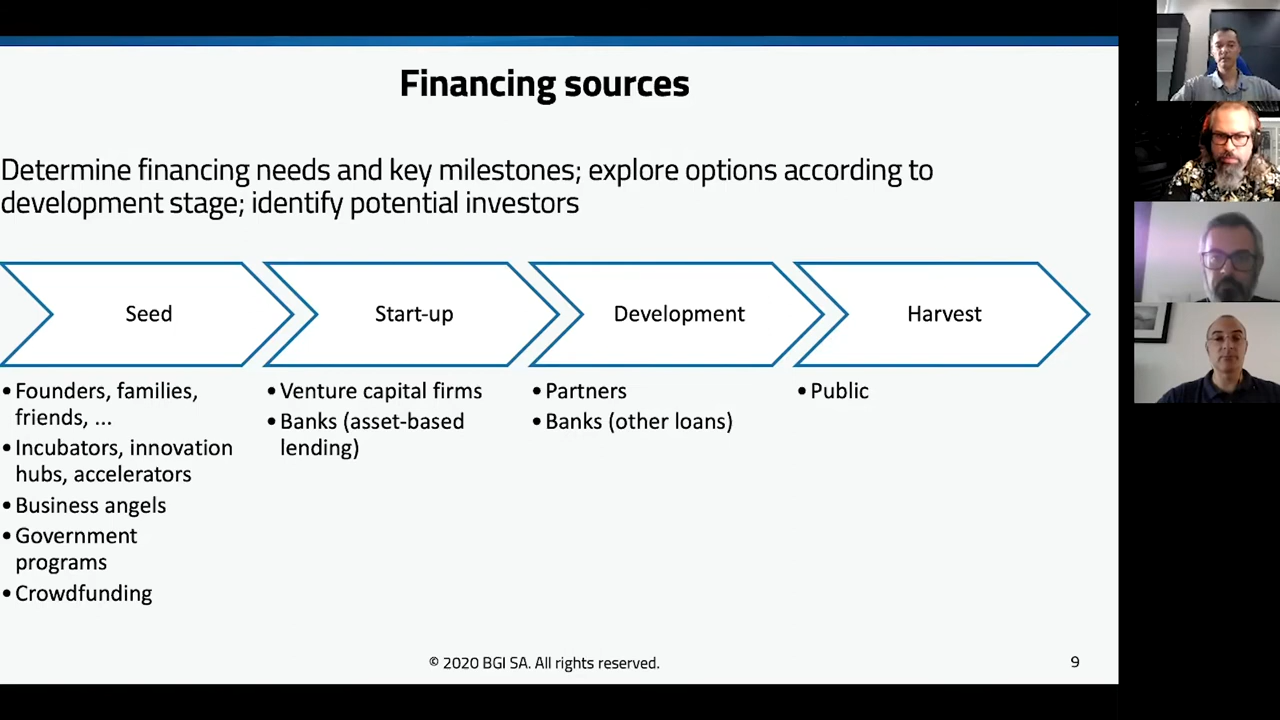 Financing sources
Determine financing needs and key milestones; explore options according to
development stage; identify potential investors
Seed
Start-up
Development
Harvest
• Founders, families,
friends, ...
• Incubators, innovation
hubs, accelerators
• Business angels
• Government
programs
• Crowdfunding
• Venture capital firms
• Banks (asset-based
lending)
• Partners
• Banks (other loans)
• Public
© 2020 BGI SA. All rights reserved.
9